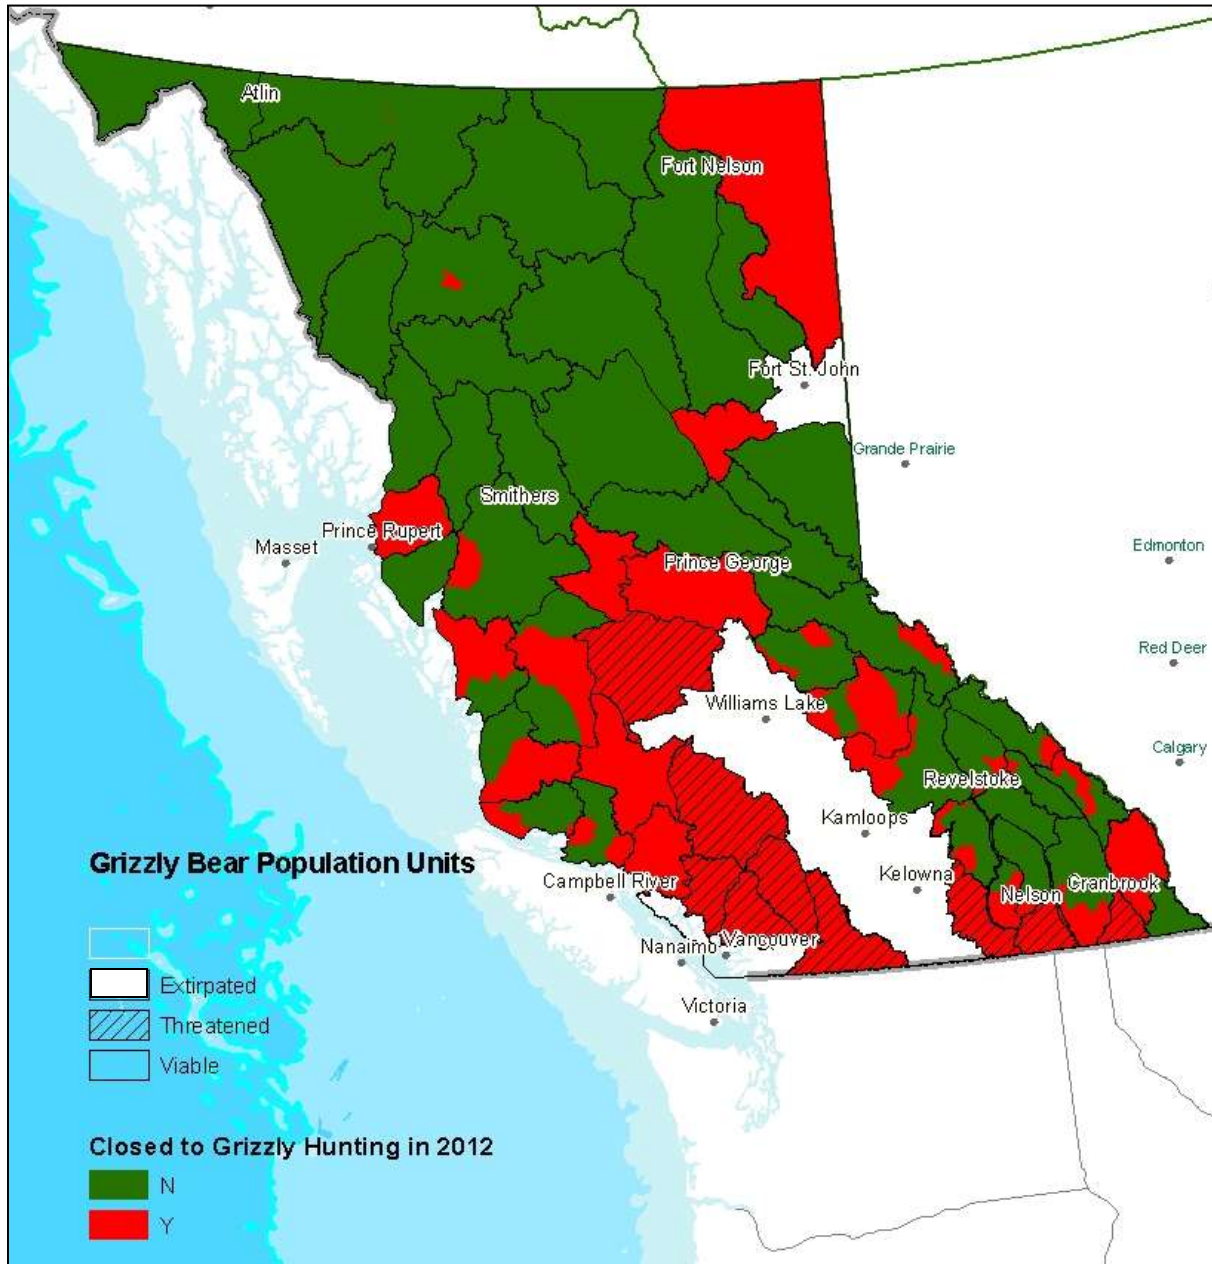 Atlin
Fort Nelson
Fort St. John
Grande Prairie
Smithers
Prince Rupert
Masset
Prince George
Edmonton
Red Deer
Williams Lake
Calgary
Revelstoke
Kamloops
Grizzly Bear Population Units
Campbell River
Kelowna
Nelson
Cranbrook
Nanaimo
Vancouver
Extirpated
Victoria
Threatened
Viable
Closed to Grizzly Hunting in 2012
N
Y